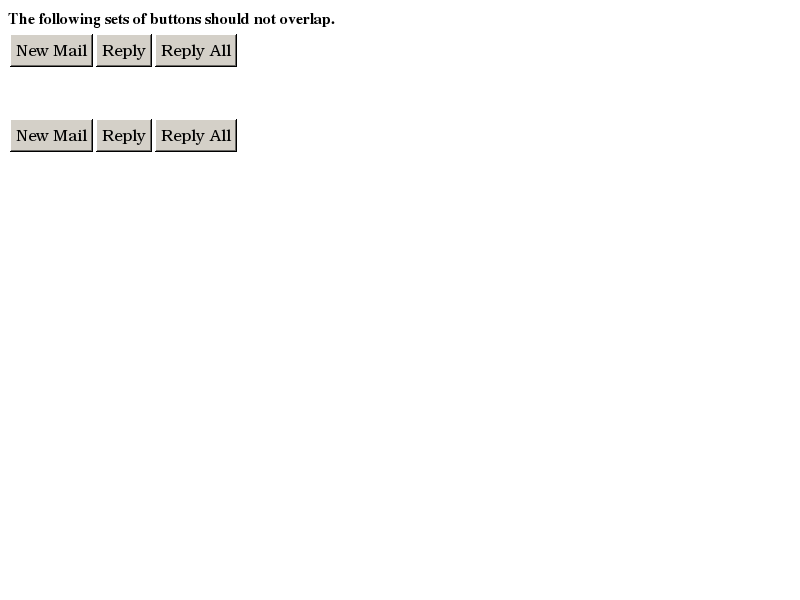 The following sets of buttons should not overlap.
New Mail Reply Reply All
New Mail Reply Reply All